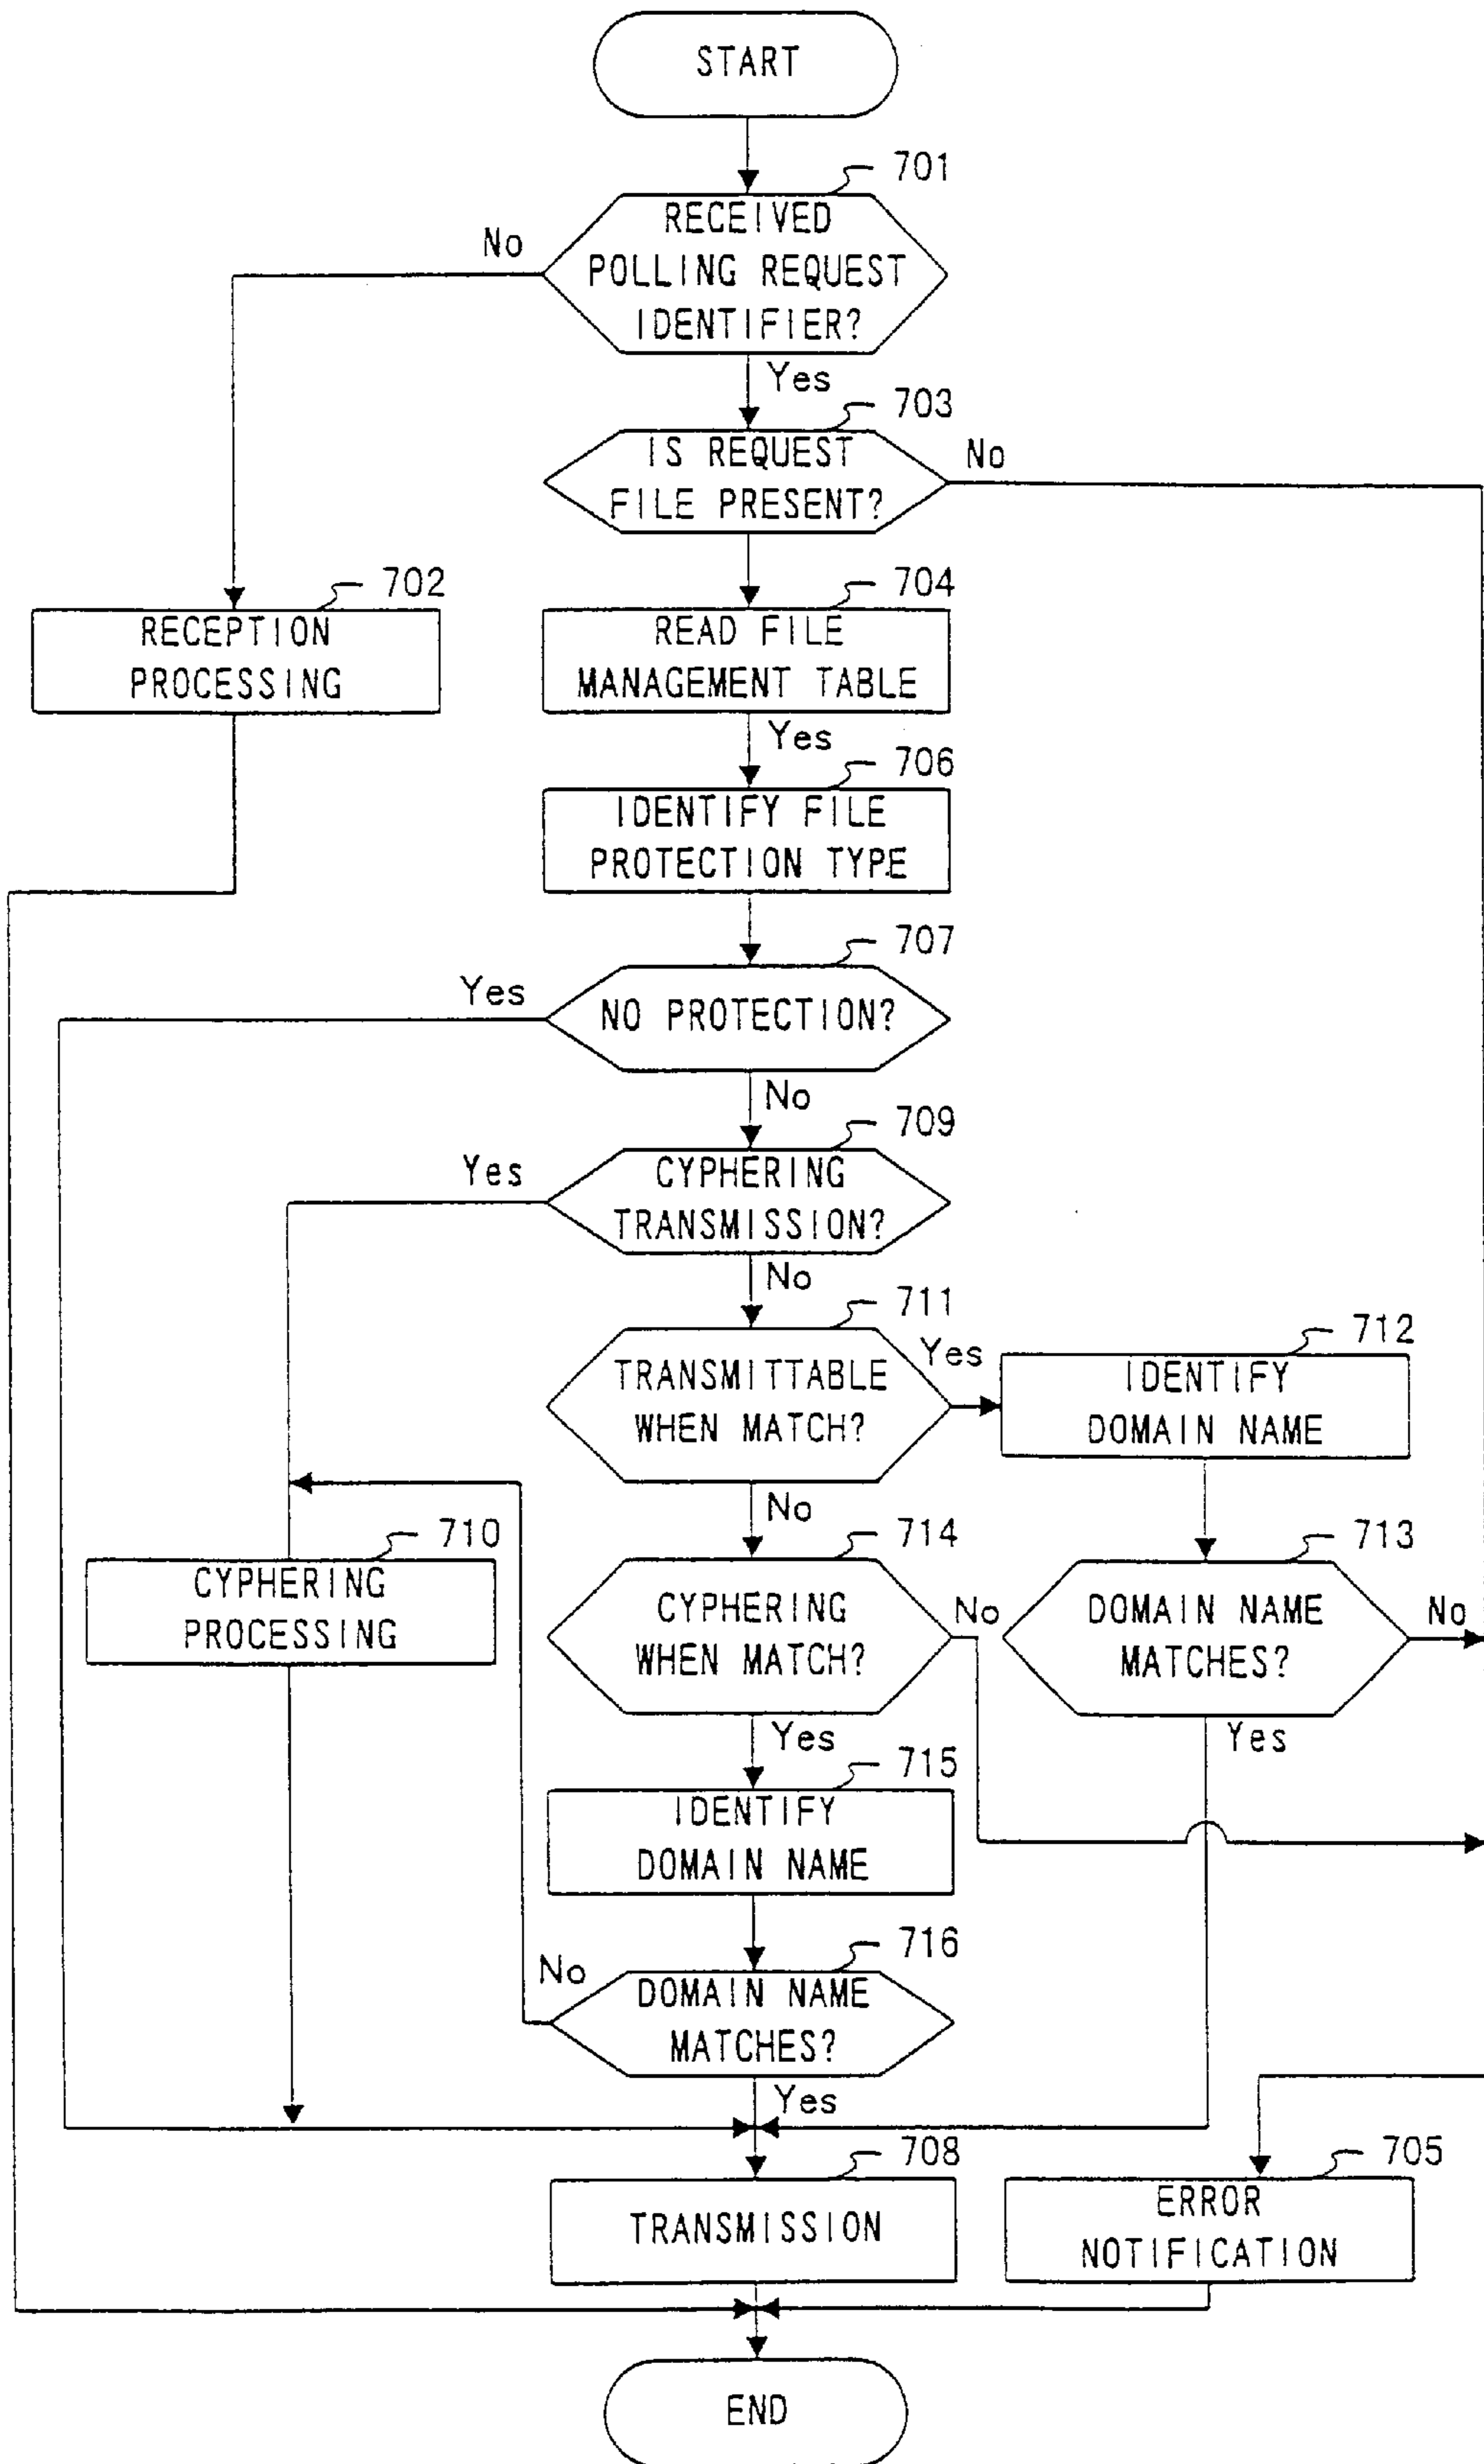 START
701
RECEIVED
POLLING REQUEST
IDENTIFIER?
No
Yes
703
IS REQUEST
FILE PRESENT?
No
702
RECEPTION
PROCESSING
704
READ FILE
MANAGEMENT TABLE
Yes
706
IDENTIFY FILE
PROTECTION TYPE
707
NO PROTECTION?
Yes
No
709
CYPHERING
TRANSMISSION?
Yes
No
711
TRANSMITTABLE
WHEN MATCH?
Yes
712
IDENTIFY
DOMAIN NAME
No
710
CYPHERING
PROCESSING
714
CYPHERING
WHEN MATCH?
No
713
DOMAIN NAME
MATCHES?
No
Yes
Yes
715
IDENTIFY
DOMAIN NAME
716
DOMAIN NAME
MATCHES?
No
Yes
708
TRANSMISSION
705
ERROR
NOTIFICATION
END